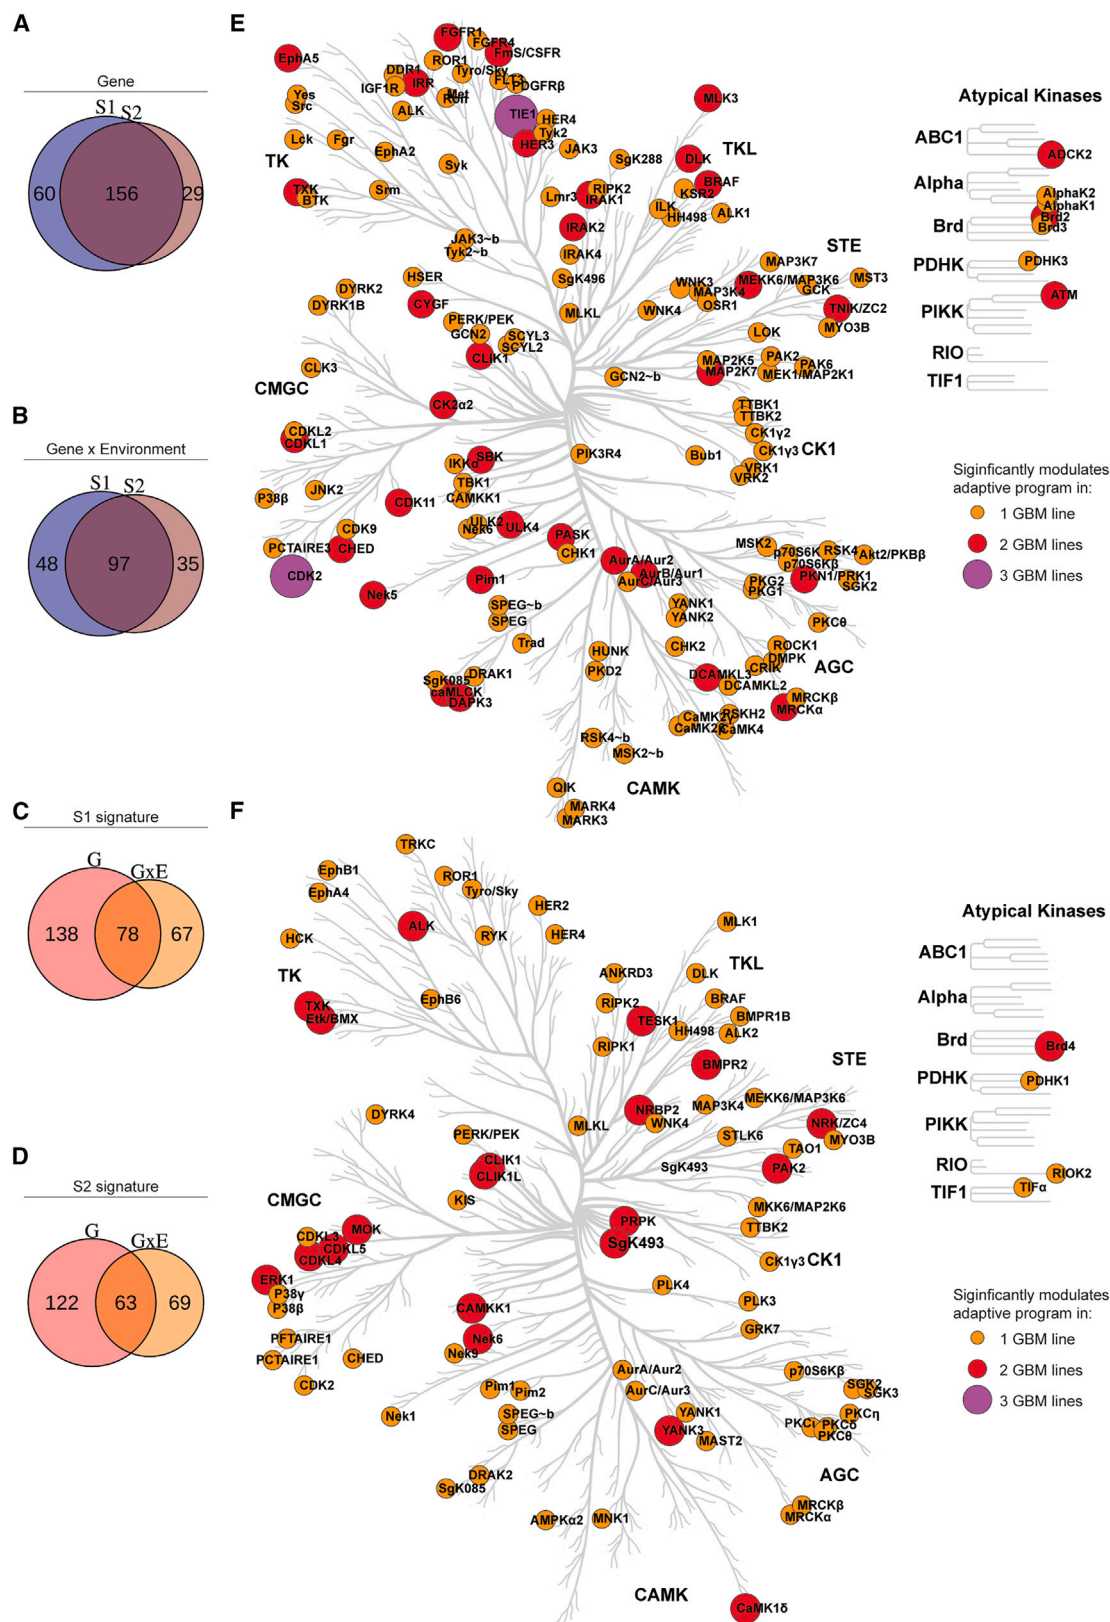 A
Gene
S1
S2
60
156
29
B
Gene x Environment
S1
S2
48
97
35
C
S1 signature
G
GxE
138
78
67
D
S2 signature
G
GxE
122
63
69
E
FGFR1
FGFR4
EphA5
FmS/CSFR
ROR1
DDR1
Tyro/Sky
IRR
FLT3
PDGFRβ
IGF1R
Met
Ron
Yes
Src
ALK
TIE1
HER4
Tyk2
HER3
JAK3
Lck
Fgr
EphA2
TK
Syk
TXK
BTK
Srm
MLK3
TKL
SgK288
DLK
BRAF
Lmr3
RIPK2
IRAK1
KSR2
ILK
HH498
ALK1
IRAK2
JAK3~b
Tyk2~b
IRAK4
STE
HSER
SgK496
WNK3
MAP3K7
MEKK6/MAP3K6
MST3
DYRK2
MAP3K4
GCK
DYRK1B
CYGF
OSR1
WNK4
TNIK/ZC2
MLKL
PERK/PEK
MYO3B
GCN2
SCYL3
LOK
SCYL2
CLIK1
MAP2K5
PAK2
CLK3
MAP2K7
PAK6
MEK1/MAP2K1
GCN2~b
CMGC
CK2α2
TTBK1
TTBK2
CDKL2
CDKL1
CK1γ2
CK1γ3
CK1
SBK
PIK3R4
Bub1
IKKα
VRK1
VRK2
TBK1
JNK2
P38β
CDK11
CAMKK1
ULK2
Nek6
ULK4
PASK
CDK9
PCTAIRE3
CHED
CHK1
MSK2
p70S6K
RSK4
Akt2/PKBβ
p70S6Kβ
CDK2
AurA/Aur2
AurB/Aur1
AurC/Aur3
PKN1/PRK1
SGK2
PKG2
PKG1
Nek5
Pim1
YANK1
YANK2
SPEG~b
SPEG
PKCθ
Trad
HUNK
CHK2
ROCK1
DMPK
CRIK
AGC
SgK085
DRAK1
PKD2
DCAMKL3
DCAMKL2
caMLCK
DAPK3
MRCKβ
MRCKα
CaMK2γ
RSKH2
CaMK2β
CaMK4
RSK4~b
MSK2~b
CAMK
QIK
MARK4
MARK3
Atypical Kinases
ABC1
ADCK2
Alpha
AlphaK2
AlphaK1
Brd
Brd2
Brd3
PDHK
PDHK3
ATM
PIKK
RIO
TIF1
Siginficantly modulates
adaptive program in:
1 GBM line
2 GBM lines
3 GBM lines
F
TRKC
EphB1
ROR1
EphA4
Tyro/Sky
HER2
ALK
RYK
HER4
HCK
TK
EphB6
TXK
Etk/BMX
MLK1
ANKRD3
DLK
TKL
RIPK2
BRAF
TESK1
BMPR1B
HH498
ALK2
RIPK1
BMPR2
STE
MEKK6/MAP3K6
DYRK4
NRBP2
MAP3K4
WNK4
MLKL
NRK/ZC4
PERK/PEK
STLK6
MYO3B
TAO1
CLIK1
CLIK1L
SgK493
PAK2
CMGC
KIS
MKK6/MAP2K6
PRPK
TTBK2
MOK
CDKL3
CDKL5
CDKL4
SgK493
CK1γ3
CK1
ERK1
P38γ
P38β
PLK4
PLK3
CAMKK1
GRK7
PFTAIRE1
Nek6
Nek9
PCTAIRE1
CHED
CDK2
AurA/Aur2
p70S6Kβ
Pim1
Pim2
AurC/Aur3
SGK2
SGK3
Nek1
SPEG~b
SPEG
YANK1
YANK3
MAST2
PKCη
PKCι
PKCδ
PKCθ
DRAK2
SgK085
AGC
AMPKα2
MNK1
MRCKβ
MRCKα
CAMK
CaMK1δ
Atypical Kinases
ABC1
Alpha
Brd
Brd4
PDHK
PDHK1
PIKK
RIO
RIOK2
TIF1
TIFα
Siginficantly modulates
adaptive program in:
1 GBM line
2 GBM lines
3 GBM lines